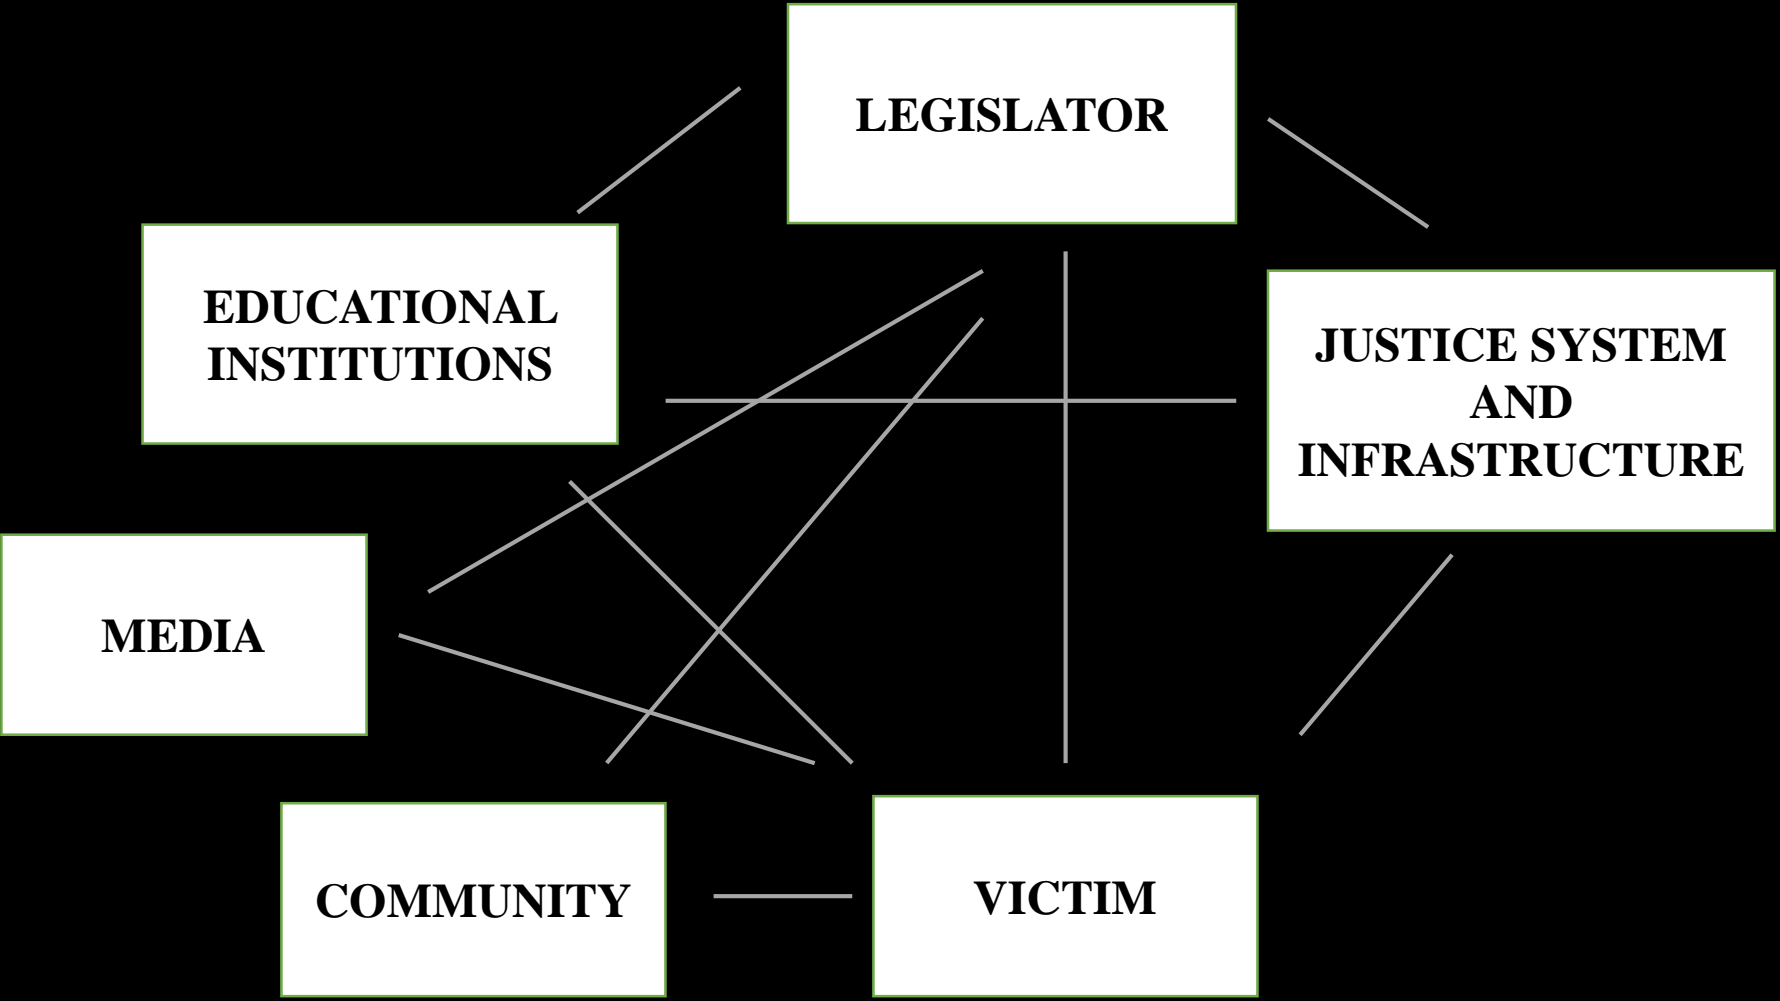 LEGISLATOR
EDUCATIONAL
INSTITUTIONS
JUSTICE SYSTEM
AND
INFRASTRUCTURE
MEDIA
COMMUNITY
VICTIM